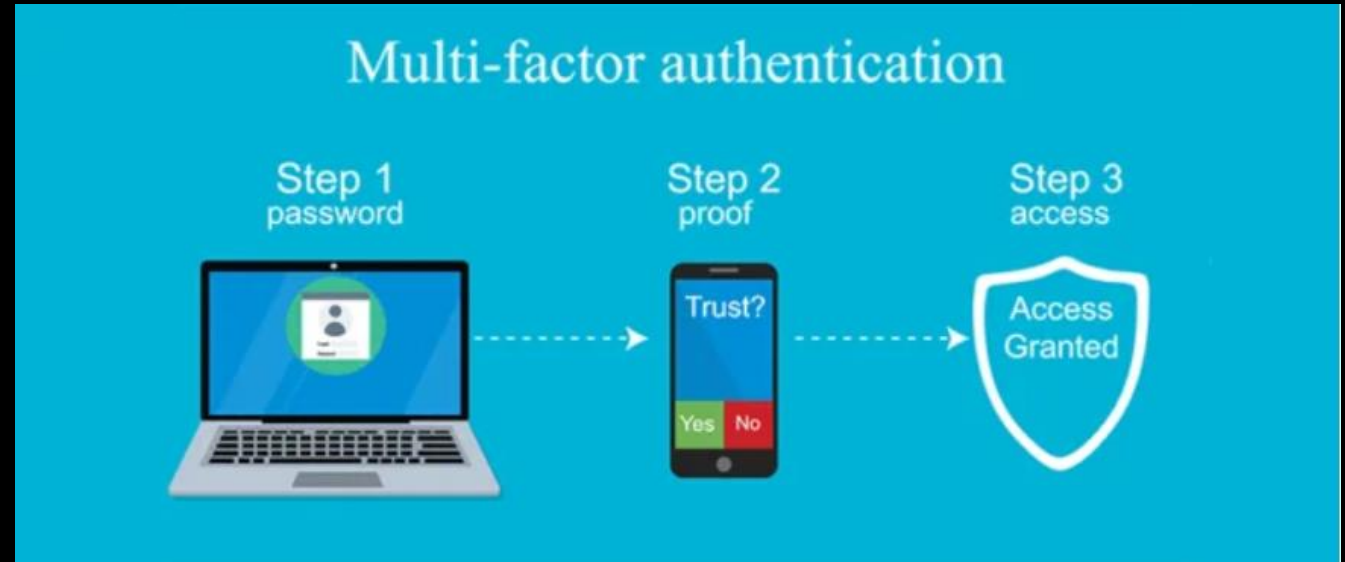 Multi-factor authentication
Step 1
password
Step 2
proof
Step 3
access
Trust?
Yes No
Access
Granted